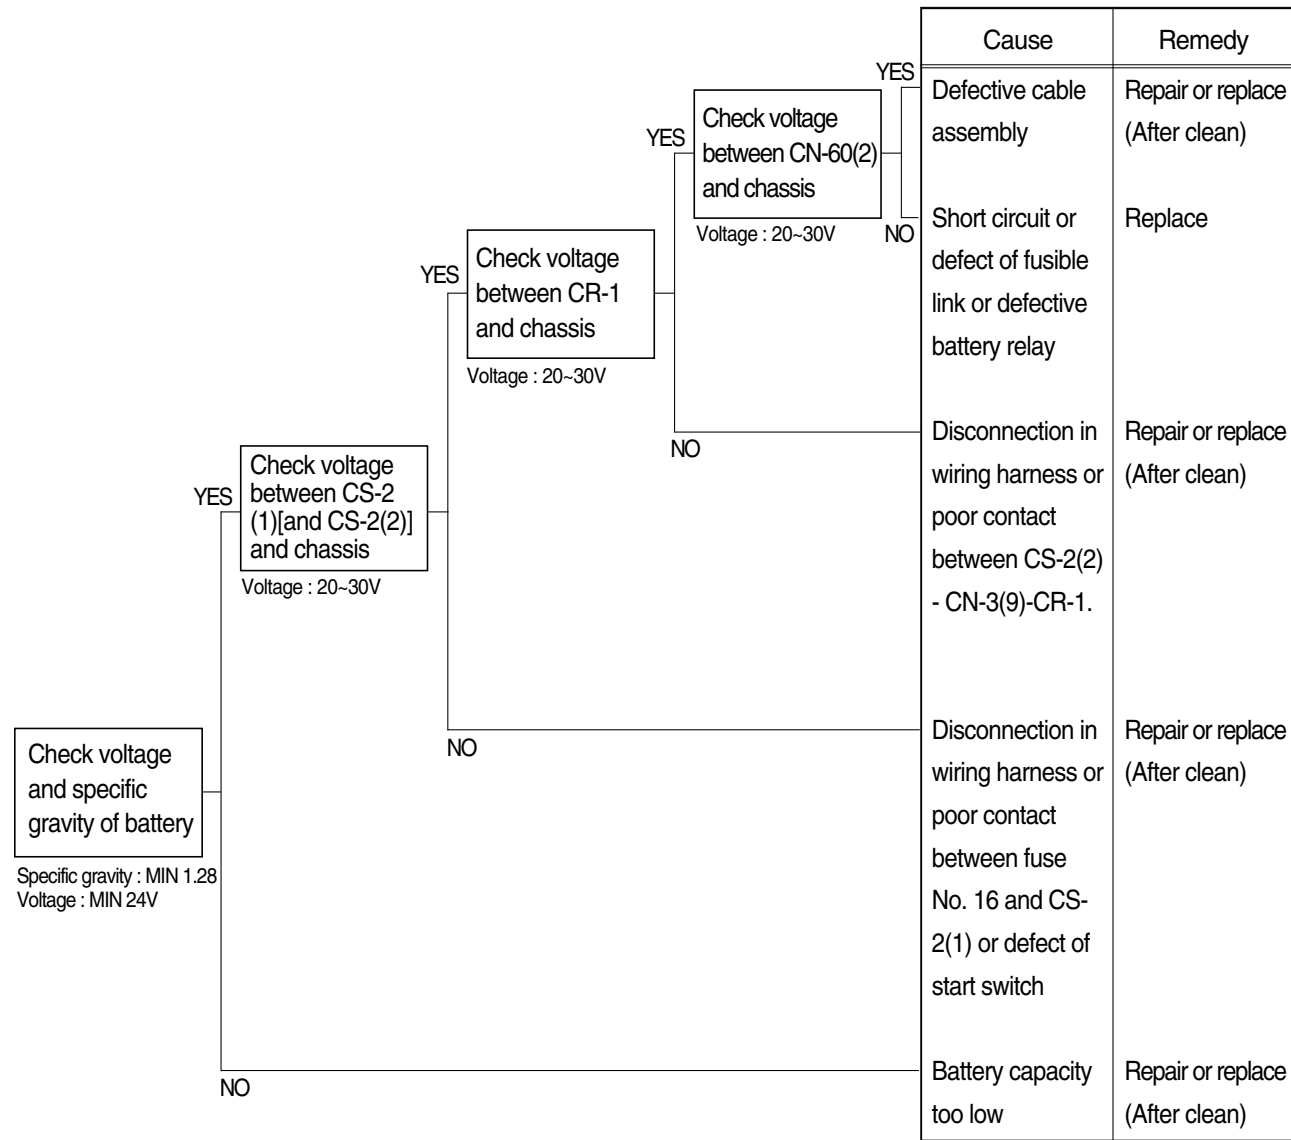 Cause
Remedy
YES
Defective cable
assembly
Repair or replace
(After clean)
YES
Check voltage
between CN-60(2)
and chassis
Voltage : 20~30V
NO
Short circuit or
defect of fusible
link or defective
battery relay
Replace
YES
Check voltage
between CR-1
and chassis
Voltage : 20~30V
NO
Disconnection in
wiring harness or
poor contact
between CS-2(2)
- CN-3(9)-CR-1.
Repair or replace
(After clean)
YES
Check voltage
between CS-2
(1)[and CS-2(2)]
and chassis
Voltage : 20~30V
NO
Disconnection in
wiring harness or
poor contact
between fuse
No. 16 and CS-
2(1) or defect of
start switch
Repair or replace
(After clean)
Check voltage
and specific
gravity of battery
Specific gravity : MIN 1.28
Voltage : MIN 24V
NO
Battery capacity
too low
Repair or replace
(After clean)